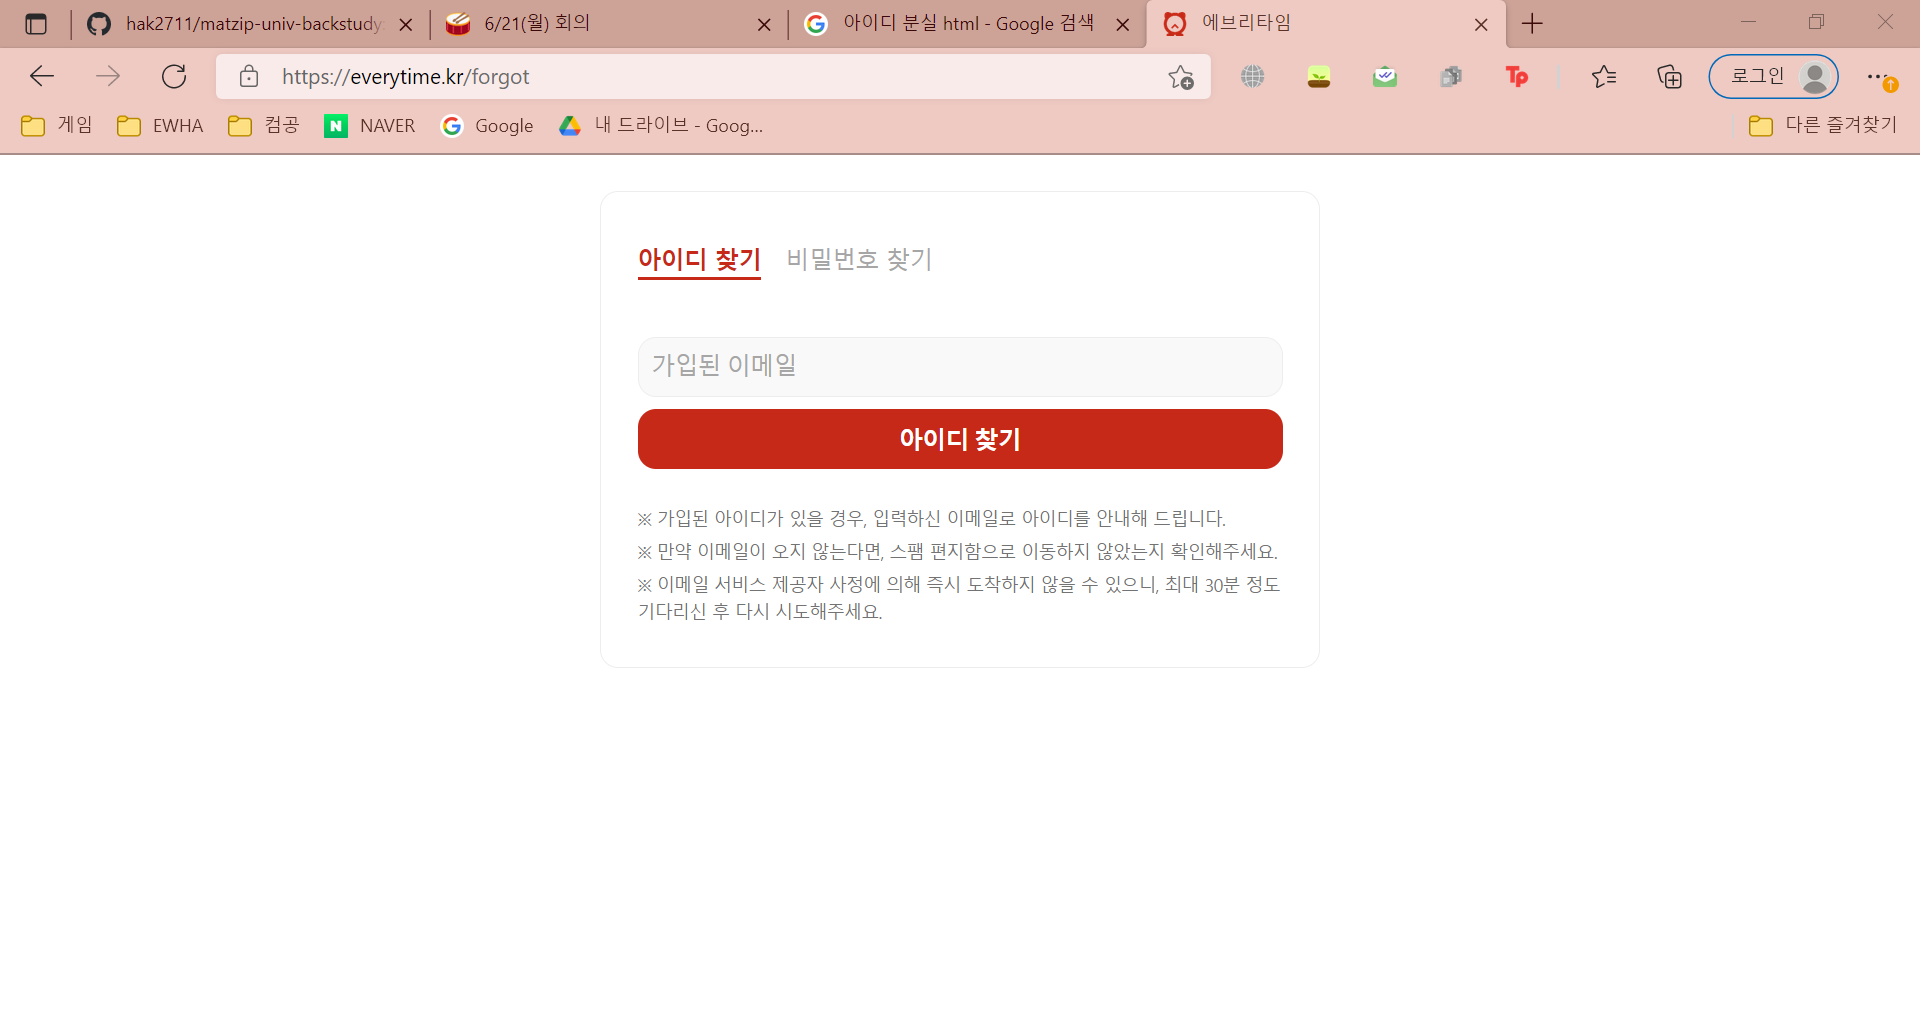 hak2711/matzip-univ-backstudy
6/21(월) 회의
아이디 분실 html - Google 검색
에브리타임
https://everytime.kr/forgot
Tp
로그인
게임
EWHA
컴공
N
NAVER
Google
내 드라이브 - Goog...
다른 즐겨찾기
아이디 찾기
비밀번호 찾기
가입된 이메일
아이디 찾기
※ 가입된 아이디가 있을 경우, 입력하신 이메일로 아이디를 안내해 드립니다.
※ 만약 이메일이 오지 않는다면, 스팸 편지함으로 이동하지 않았는지 확인해주세요.
※ 이메일 서비스 제공자 사정에 의해 즉시 도착하지 않을 수 있으니, 최대 30분 정도
기다리신 후 다시 시도해주세요.